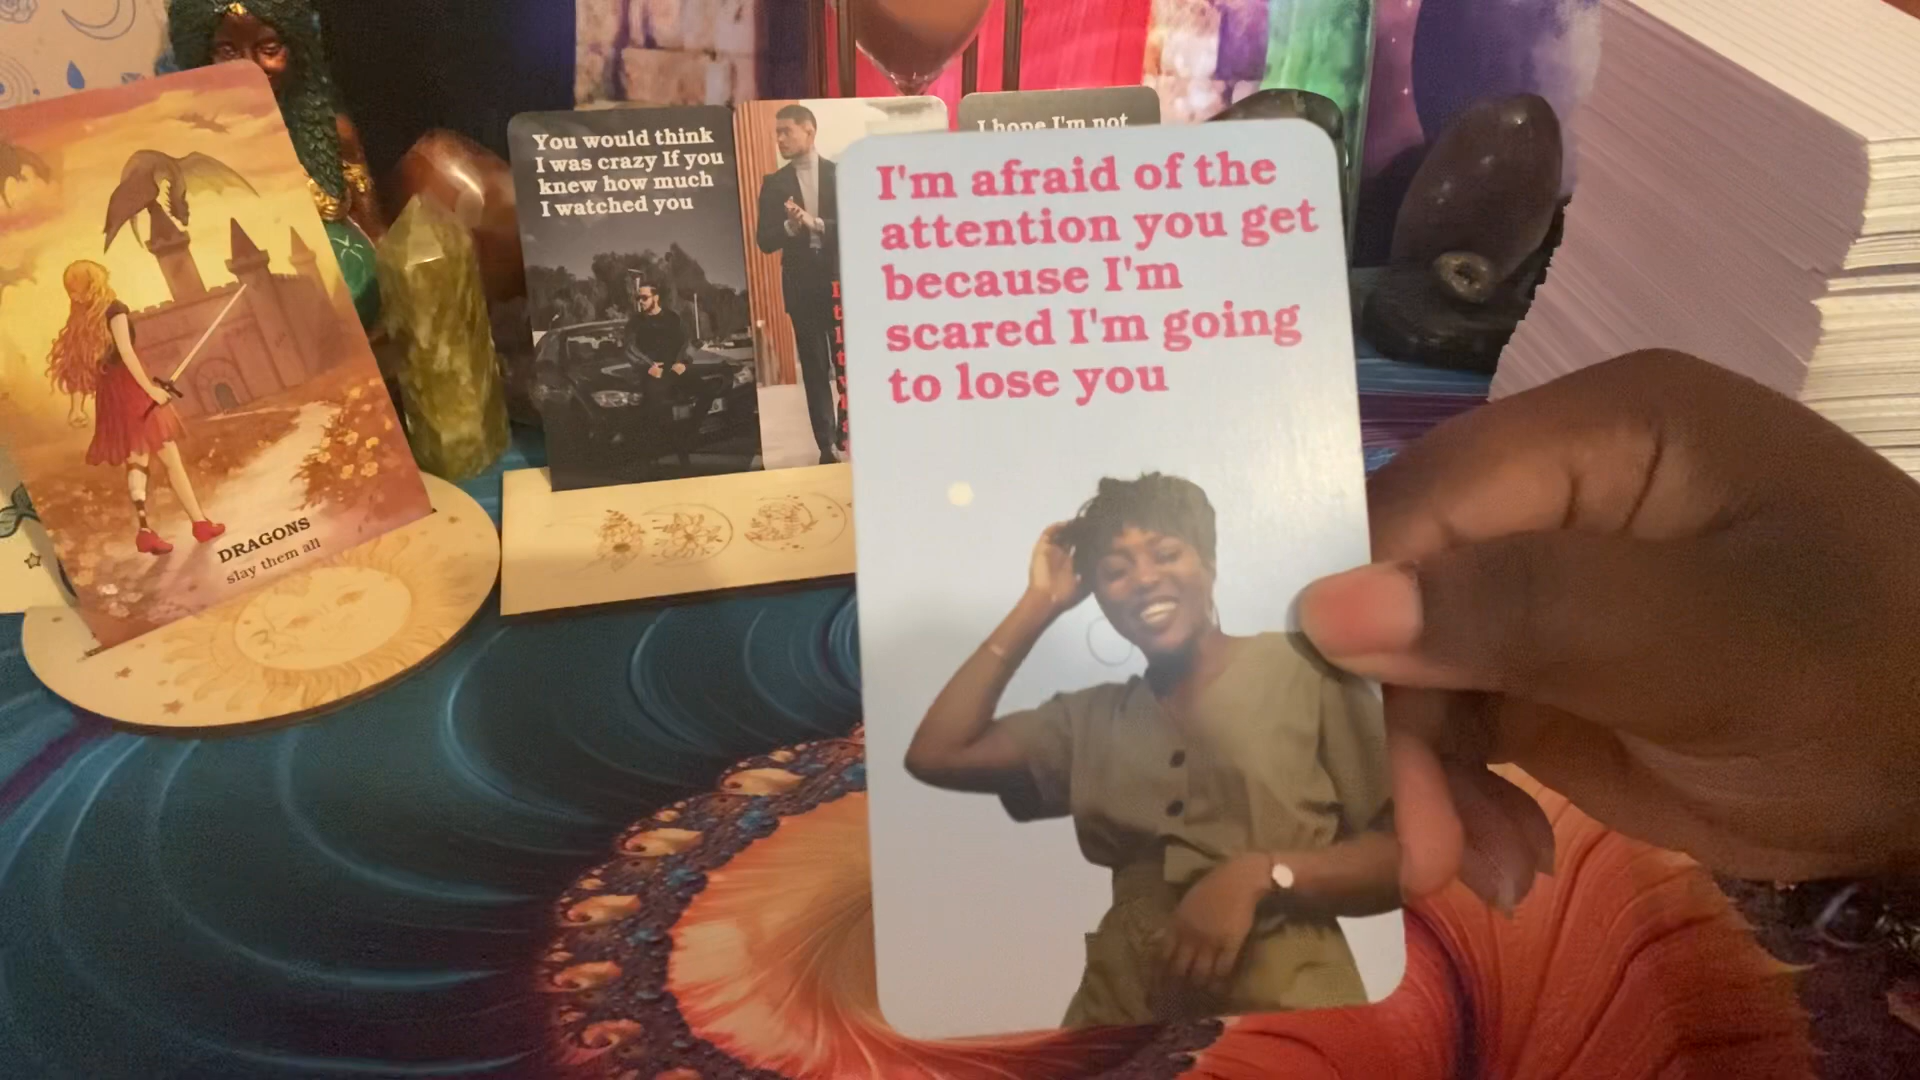 You would think
I was crazy If you
knew how much
I watched you
I hope I'm not
I'm afraid of the
attention you get
because I'm
scared I'm going
to lose you
DRAGONS
slay them all